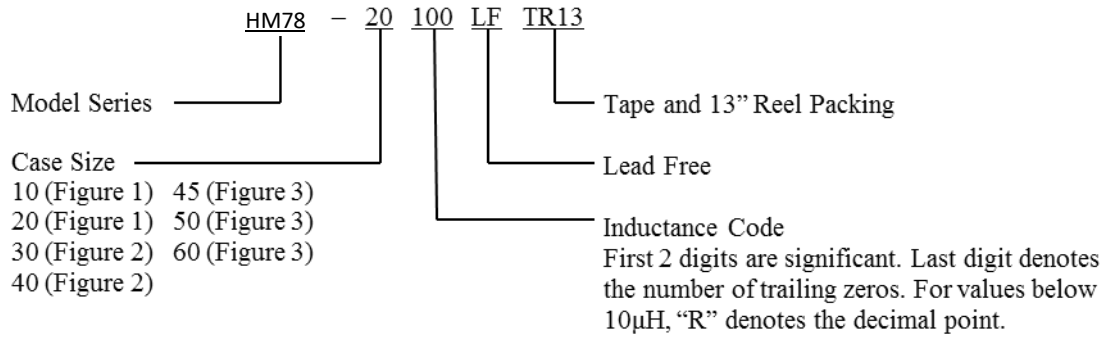 HM78 – 20 100 LF TR13
Model Series
Tape and 13” Reel Packing
Case Size
10 (Figure 1) 45 (Figure 3)
20 (Figure 1) 50 (Figure 3)
30 (Figure 2) 60 (Figure 3)
40 (Figure 2)
Lead Free
Inductance Code
First 2 digits are significant. Last digit denotes
the number of trailing zeros. For values below
10µH, “R” denotes the decimal point.